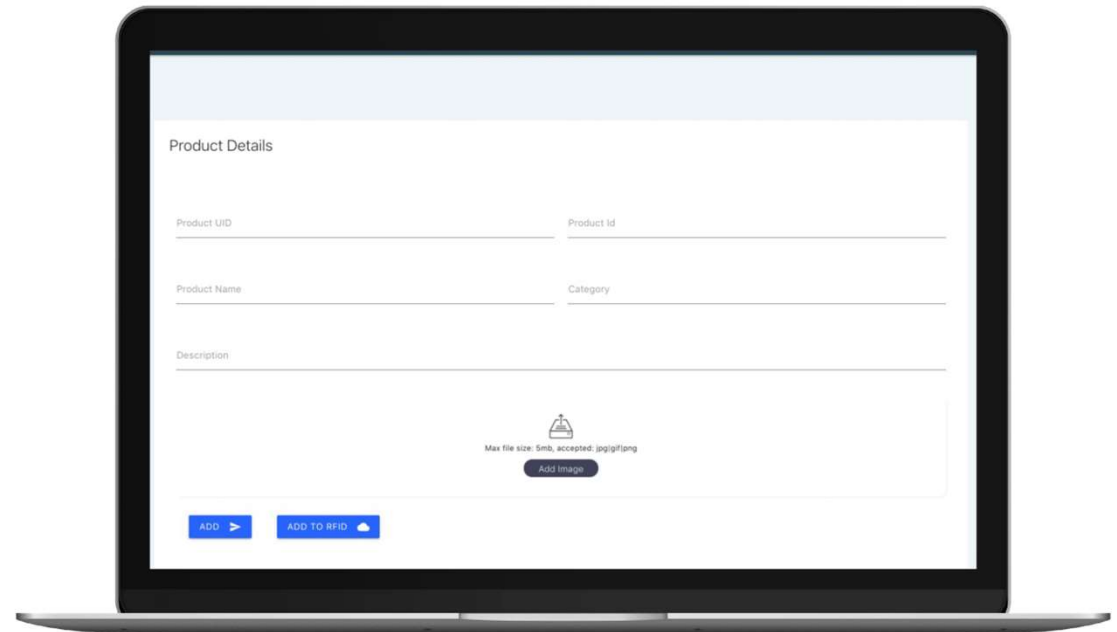 Product Details
Product UID
Product Id
Product Name
Category
Description
Max file size: 5mb, accepted: jpg|gif|png
Add Image
ADD
ADD TO RFID